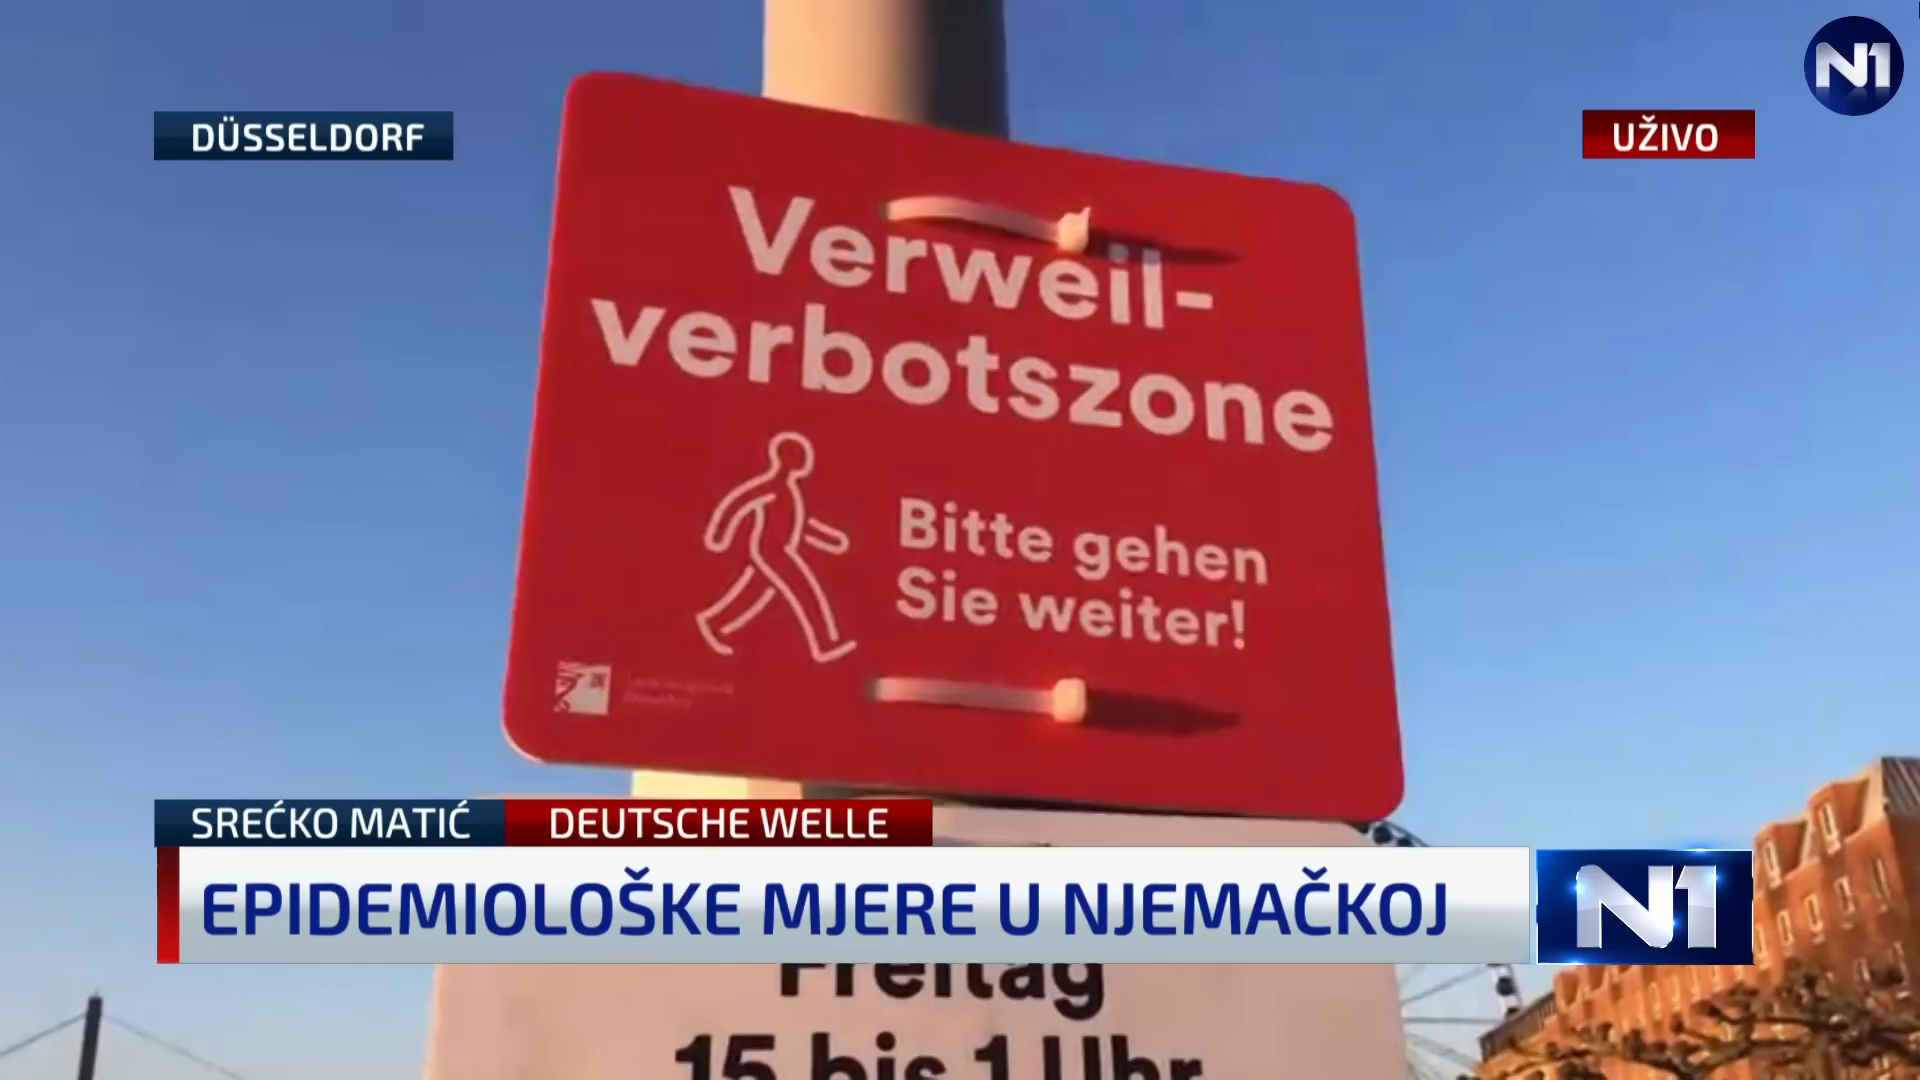 N1
DÜSSELDORF
UŽIVO
Verweil-
verbotszone
Bitte gehen
Sie weiter!
SREĆKO MATIĆ
DEUTSCHE WELLE
EPIDEMIOLOŠKE MJERE U NJEMAČKOJ
N1
Freitag
15 bis 1 Uhr